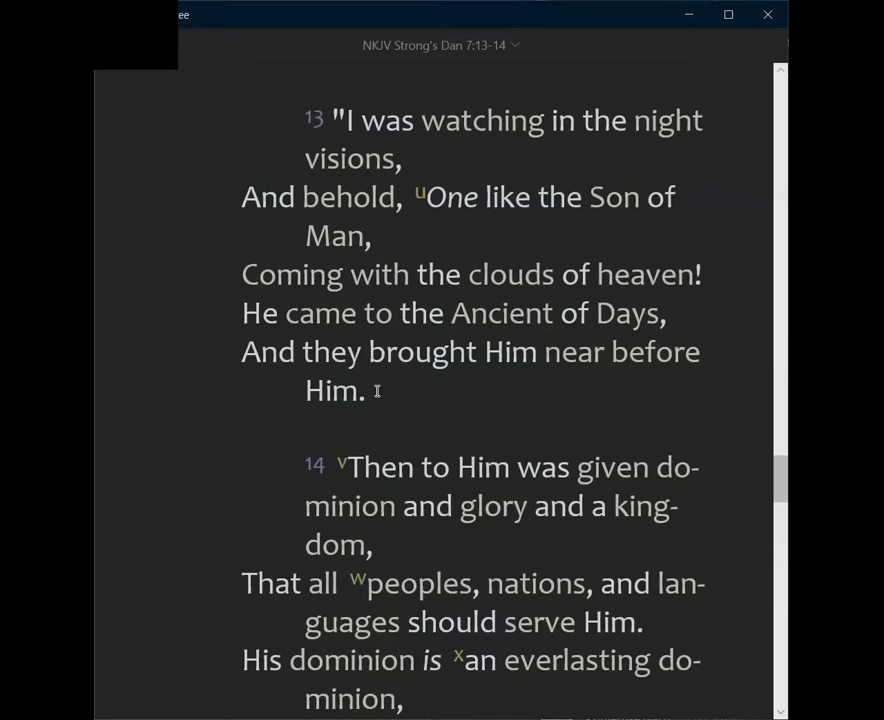 ee
NKJV Strong's Dan 7:13-14
13 "I was watching in the night
visions,
And behold, uOne like the Son of
Man,
Coming with the clouds of heaven!
He came to the Ancient of Days,
And they brought Him near before
Him.
14 vThen to Him was given do-
minion and glory and a king-
dom,
That all wpeoples, nations, and lan-
guages should serve Him.
His dominion is xan everlasting do-
minion,